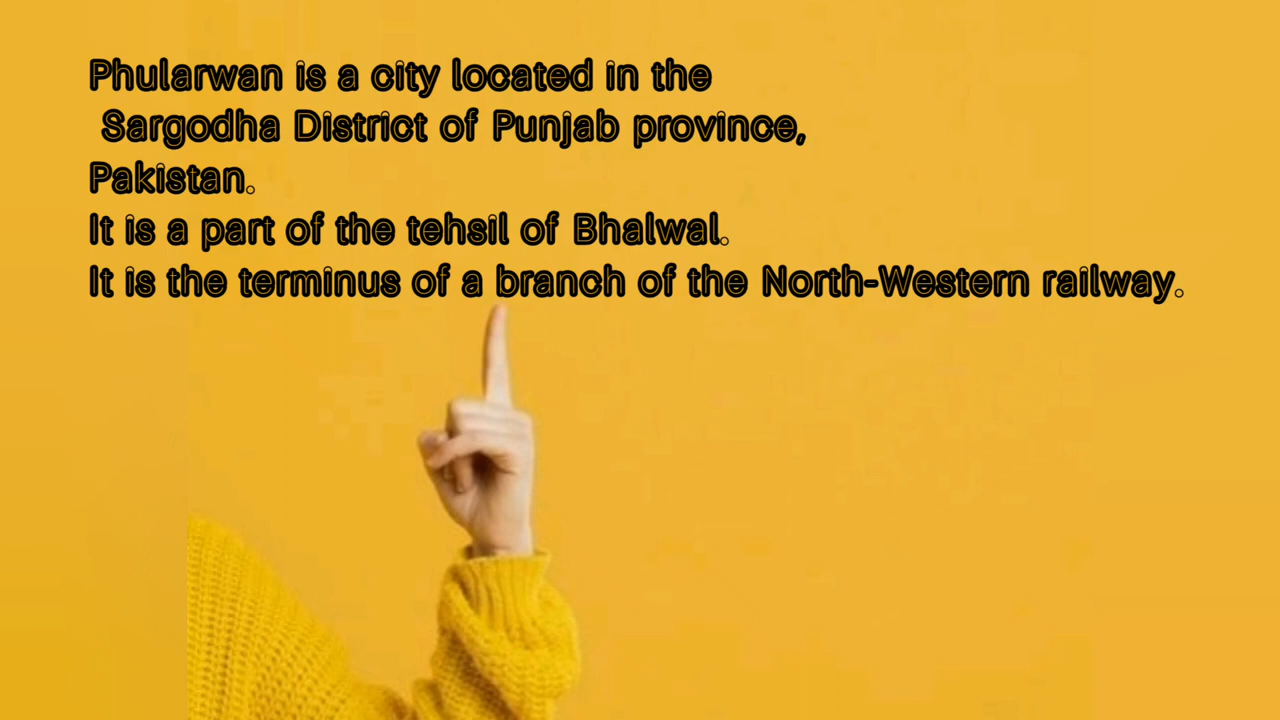 Phularwan is a city located in the
Sargodha District of Punjab province,
Pakistan.
It is a part of the tehsil of Bhalwal.
It is the terminus of a branch of the North-Western railway.